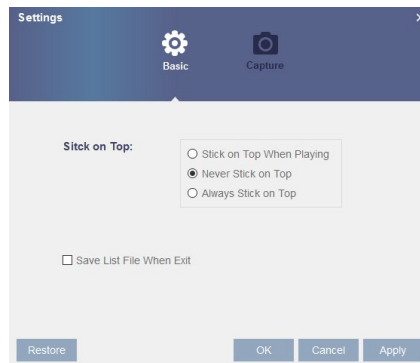 Settings
Basic
Capture
Sitck on Top:
Stick on Top When Playing
Never Stick on Top
Always Stick on Top
Save List File When Exit
Restore
OK
Cancel
Apply